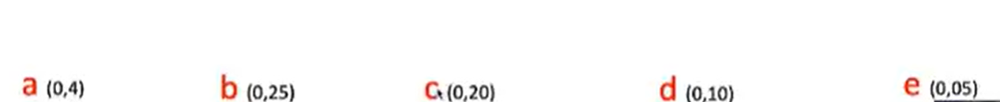 a (0,4) b (0,25) c (0,20) d (0,10) e (0,05)